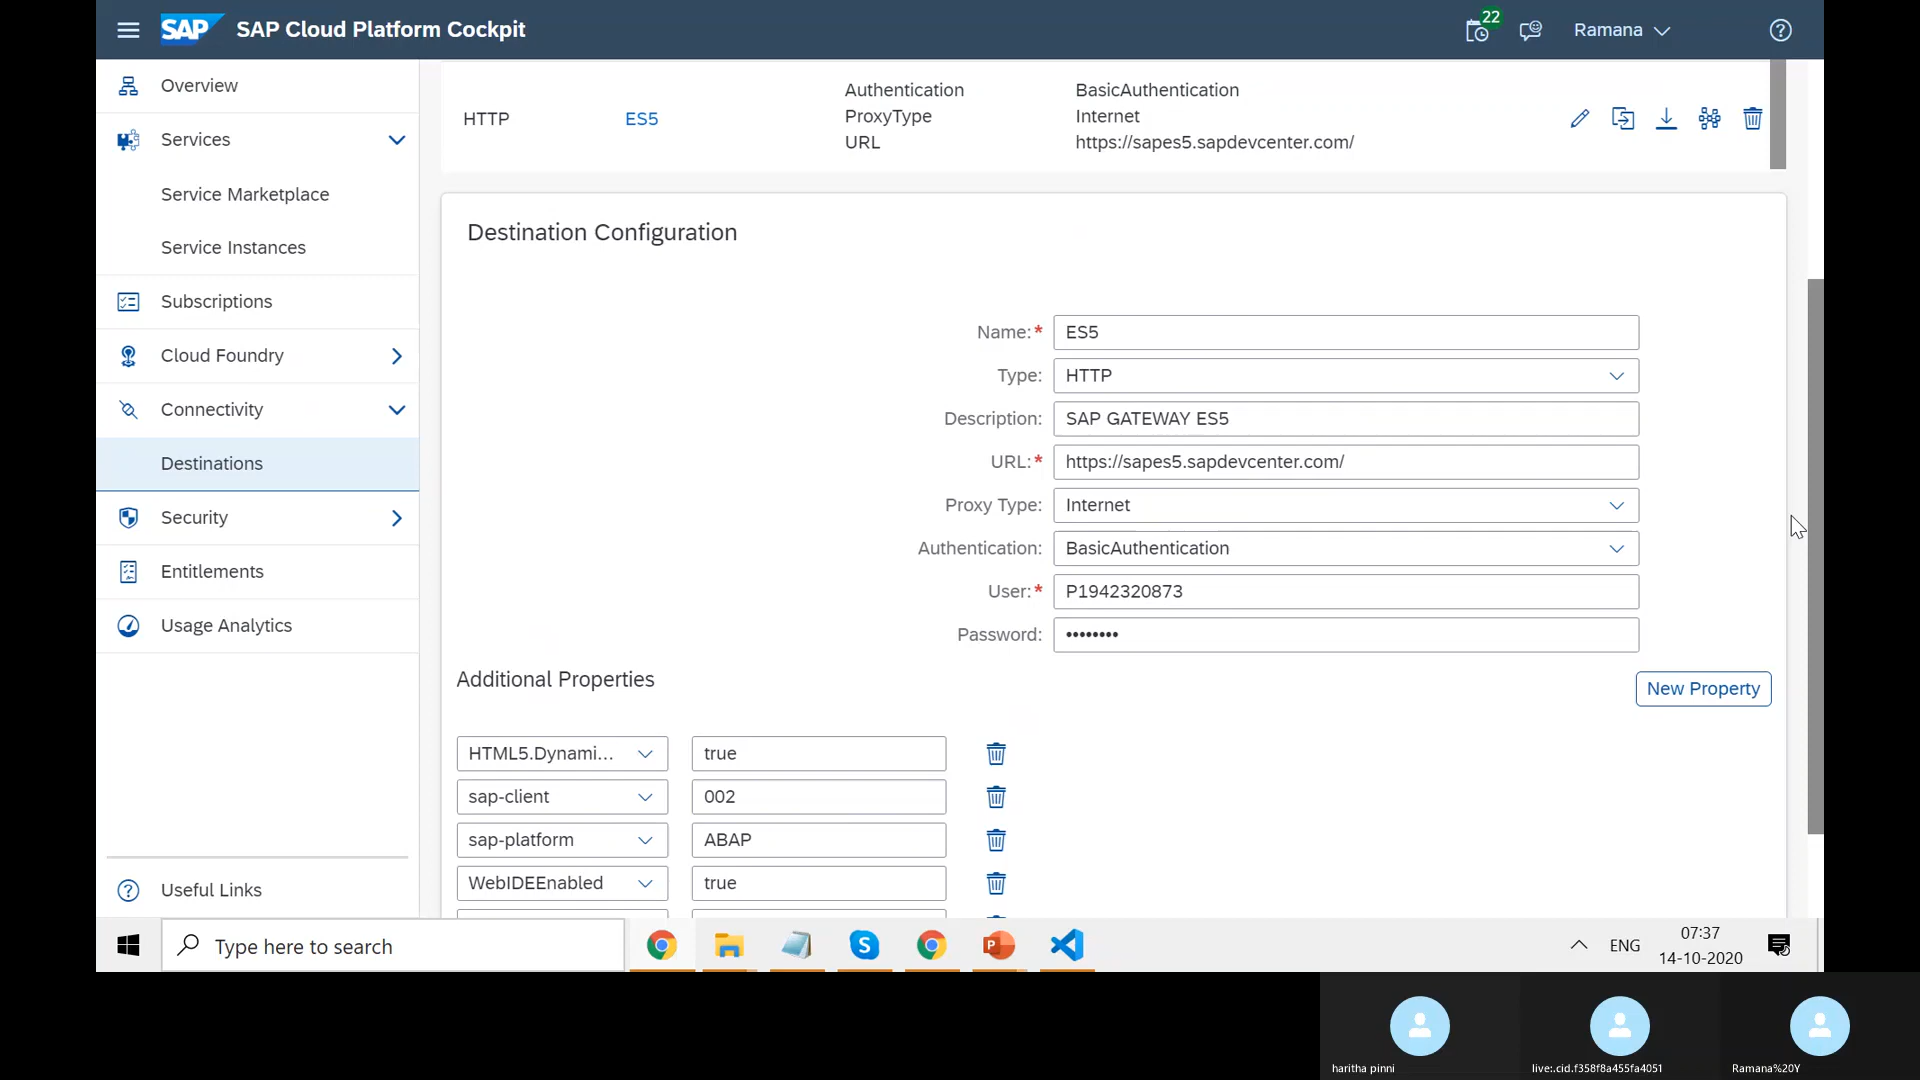 SAP SAP Cloud Platform Cockpit
22
Ramana
Overview
Services
Service Marketplace
Service Instances
Subscriptions
Cloud Foundry
Connectivity
Destinations
Security
Entitlements
Usage Analytics
Useful Links
HTTP
ES5
Authentication BasicAuthentication
ProxyType Internet
URL https://sapes5.sapdevcenter.com/
Destination Configuration
Name:* ES5
Type: HTTP
Description: SAP GATEWAY ES5
URL:* https://sapes5.sapdevcenter.com/
Proxy Type: Internet
Authentication: BasicAuthentication
User:* P1942320873
Password: ••••••••
Additional Properties
New Property
HTML5.Dynami... true
sap-client 002
sap-platform ABAP
WebIDEEnabled true
Type here to search
ENG
07:37
14-10-2020
haritha pinni
live:.cid.f358f8a455fa4051
Ramana%20Y